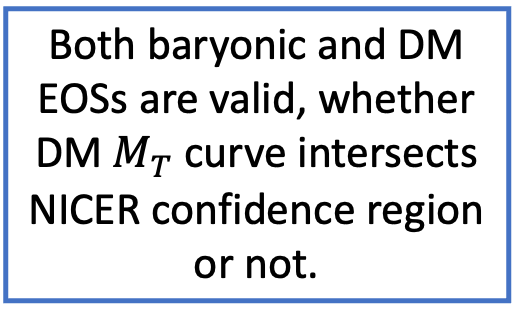 Both baryonic and DM
EOSs are valid, whether
DM $M_T$ curve intersects
NICER confidence region
or not.